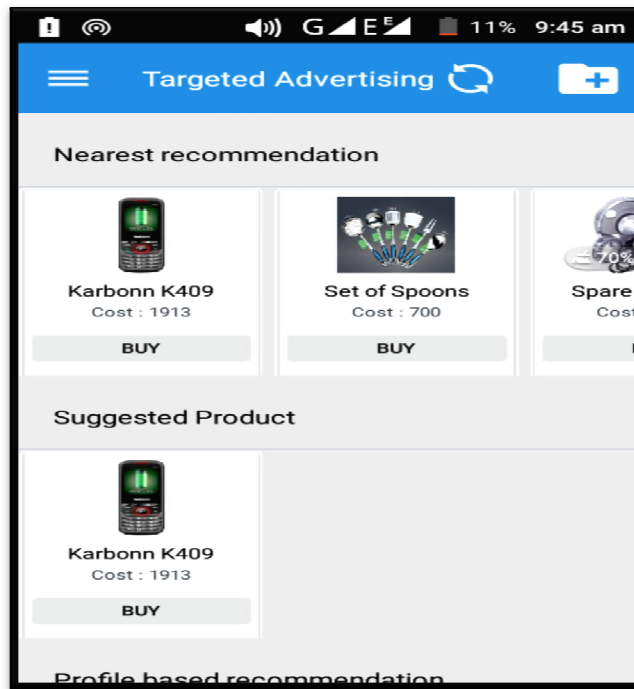 G E E 11% 9:45 am
Targeted Advertising
Nearest recommendation
70%
Karbonn K409
Cost : 1913
BUY
Set of Spoons
Cost : 700
BUY
Spare
Cost
Suggested Product
Karbonn K409
Cost : 1913
BUY
Profile based recommendation